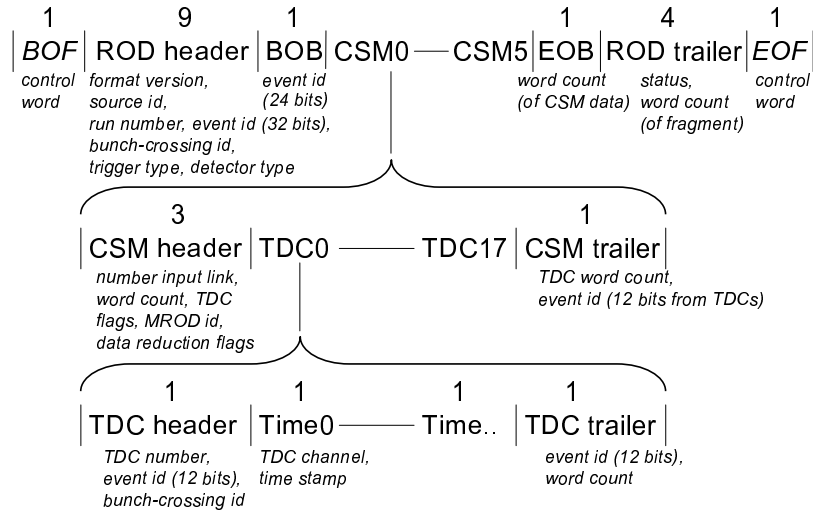 1 9 1 1 4 1
BOF ROD header BOB CSM0 CSM5 EOB ROD trailer EOF
control word
format version, source id, run number, event id (32 bits), bunch-crossing id, trigger type, detector type
event id (24 bits)
word count (of CSM data)
status, word count (of fragment)
control word
3 1
CSM header TDC0 TDC17 CSM trailer
number input link, word count, TDC flags, MROD id, data reduction flags
TDC word count, event id (12 bits from TDCs)
1 1 1 1
TDC header Time0 Time.. TDC trailer
TDC number, event id (12 bits), bunch-crossing id
TDC channel, time stamp
event id (12 bits), word count